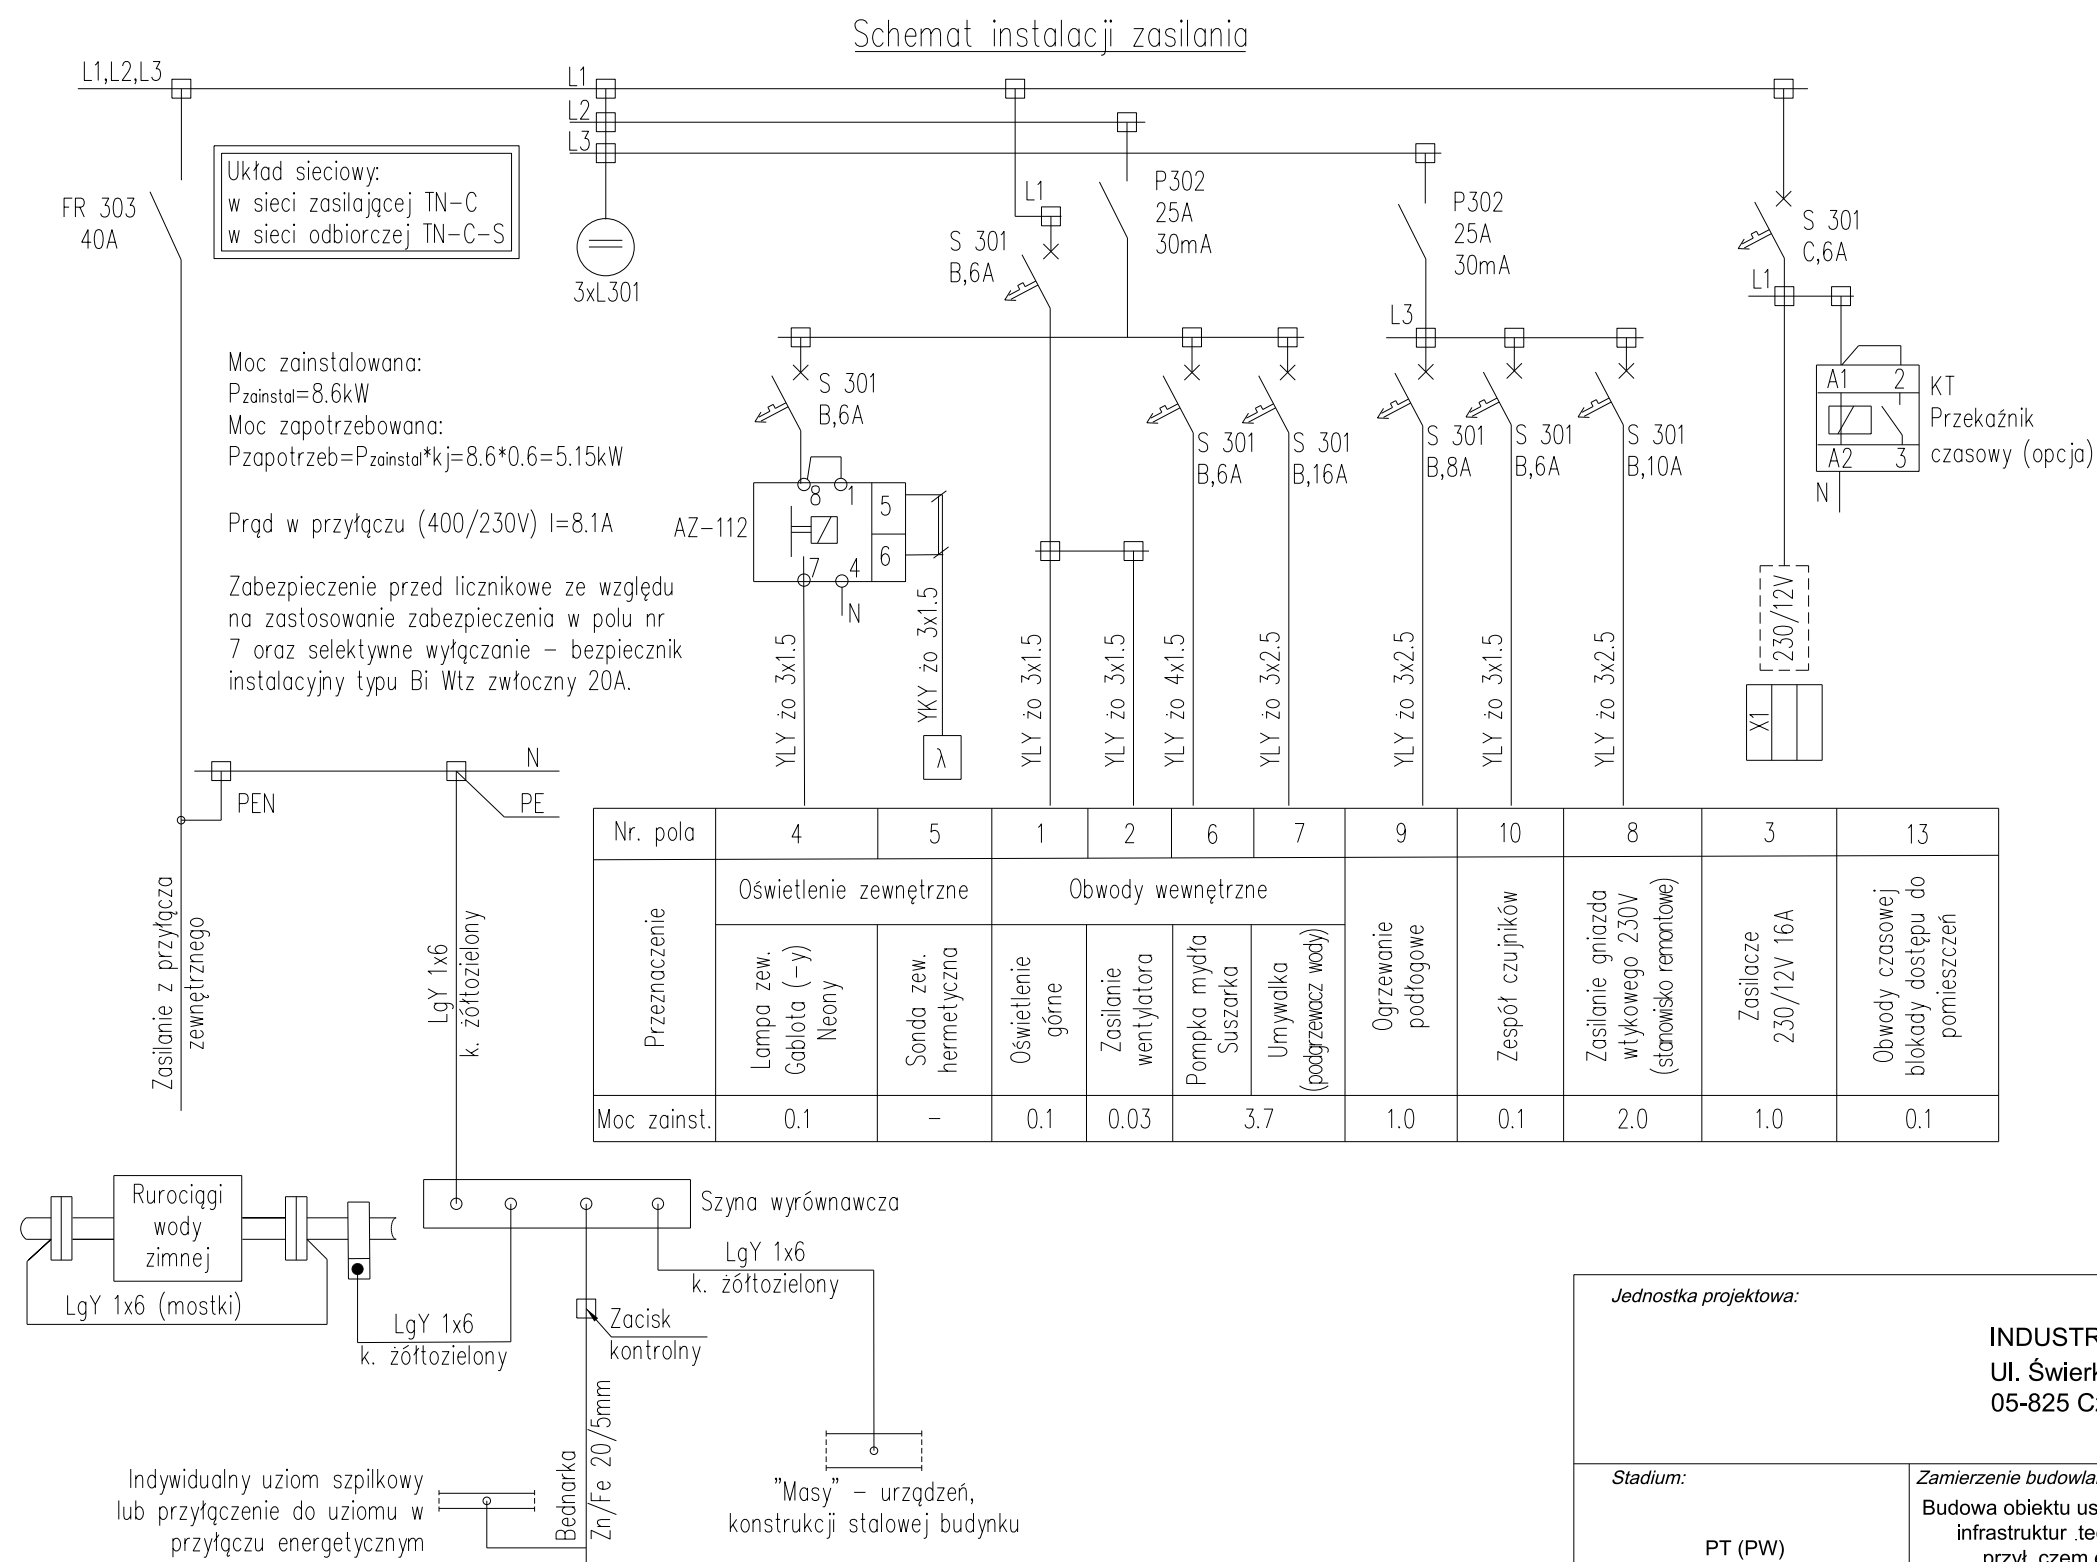 Schemat instalacji zasilania
L1,L2,L3
L1
L2
L3
Układ sieciowy:
w sieci zasilającej TN-C
w sieci odbiorczej TN-C-S
FR 303
40A
3xL301
L1
S 301
B,6A
P302
25A
30mA
P302
25A
30mA
S 301
C,6A
L1
L3
Moc zainstalowana:
Pzainstal=8.6kW
Moc zapotrzebowana:
Pzapotrzeb=Pzainstal*kj=8.6*0.6=5.15kW
Prąd w przyłączu (400/230V) I=8.1A
Zabezpieczenie przed licznikowe ze względu
na zastosowanie zabezpieczenia w polu nr
7 oraz selektywne wyłączanie – bezpiecznik
instalacyjny typu Bi Wtz zwłoczny 20A.
S 301
B,6A
S 301
B,6A
S 301
B,16A
S 301
B,8A
S 301
B,6A
S 301
B,10A
A1 2
A2 3
KT
Przekaźnik
czasowy (opcja)
N
AZ-112
8 1
5
6
7 4
N
YLY żo 3x1.5
YKY żo 3x1.5
λ
YLY żo 3x1.5
YLY żo 3x1.5
YLY żo 4x1.5
YLY żo 3x2.5
YLY żo 3x2.5
YLY żo 3x1.5
YLY żo 3x2.5
230/12V
X1
N
PEN
PE
Zasilanie z przyłącza
zewnętrznego
LgY 1x6
k. żółtozielony
Nr. pola 4 5 1 2 6 7 9 10 8 3 13
Przeznaczenie
Oświetlenie zewnętrzne
Obwody wewnętrzne
Lampa zew.
Gablota (-y)
Neony
Sonda zew.
hermetyczna
Oświetlenie
górne
Zasilanie
wentylatora
Pompka mydła
Suszarka
Umywalka
(podgrzewacz wody)
Ogrzewanie
podłogowe
Zespół czujników
Zasilanie gniazda
wtykowego 230V
(stanowisko remontowe)
Zasilacze
230/12V 16A
Obwody czasowej
blokady dostępu do
pomieszczeń
Moc zainst. 0.1 - 0.1 0.03 3.7 1.0 0.1 2.0 1.0 0.1
Rurociągi
wody
zimnej
LgY 1x6 (mostki)
Szyna wyrównawcza
LgY 1x6
k. żółtozielony
LgY 1x6
k. żółtozielony
Zacisk
kontrolny
Bednarka
Zn/Fe 20/5mm
Indywidualny uziom szpilkowy
lub przyłączenie do uziomu w
przyłączu energetycznym
"Masy" – urządzeń,
konstrukcji stalowej budynku
Jednostka projektowa:
INDUSTR
Ul. Świerk
05-825 C
Stadium:
PT (PW)
Zamierzenie budowla
Budowa obiektu us
infrastruktur .te
przył. czem